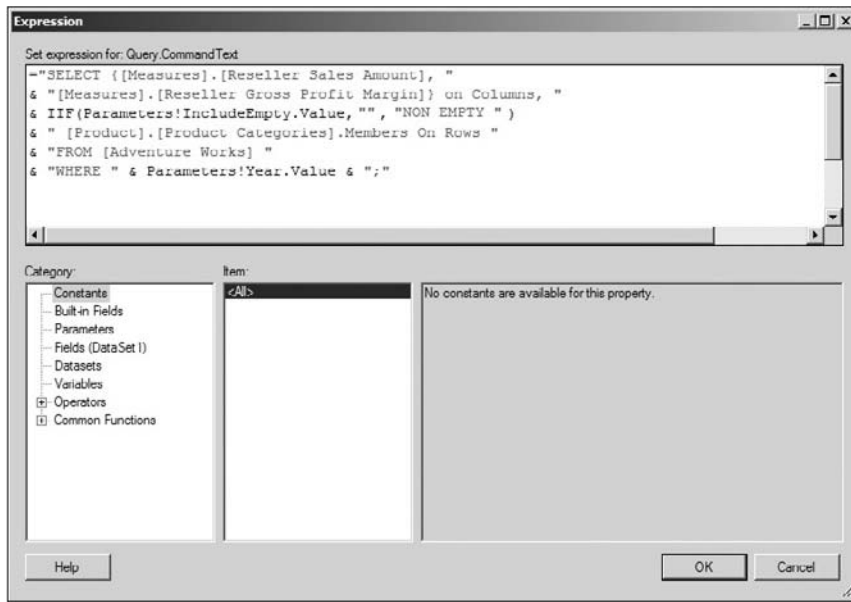 Expression
Set expression for: Query.CommandText
="SELECT {[Measures].[Reseller Sales Amount], "
& "[Measures].[Reseller Gross Profit Margin]} on Columns, "
& IIF(Parameters!IncludeEmpty.Value,"", "NON EMPTY " )
& " [Product].[Product Categories].Members On Rows "
& "FROM [Adventure Works] "
& "WHERE " & Parameters!Year.Value & ";"
Category:
Item:
Constants
Built-in Fields
Parameters
Fields (DataSet1)
Datasets
Variables
Operators
Common Functions
<All>
No constants are available for this property.
Help
OK
Cancel